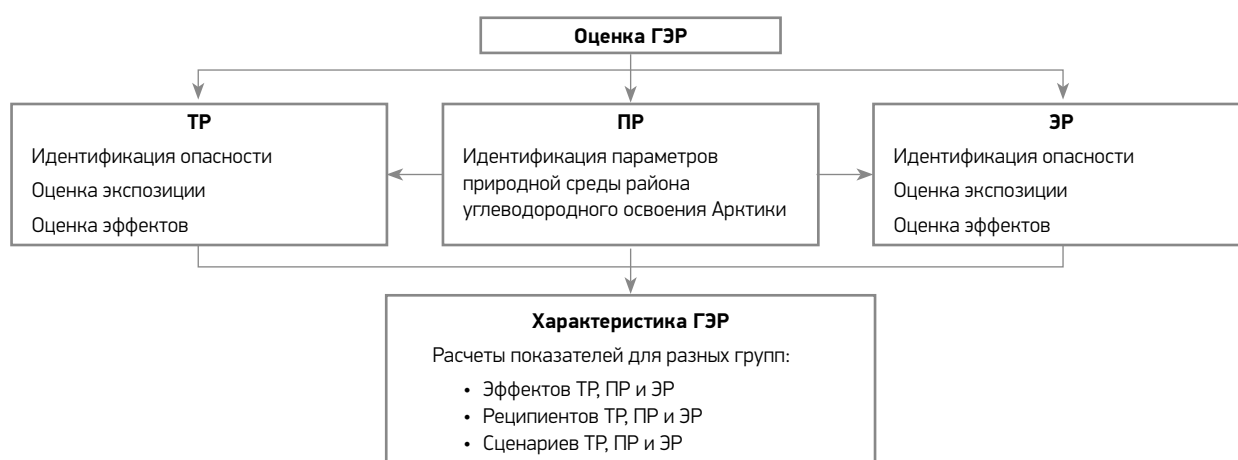 Оценка ГЭР
ТР
Идентификация опасности
Оценка экспозиции
Оценка эффектов
ПР
Идентификация параметров
природной среды района
углеводородного освоения Арктики
ЭР
Идентификация опасности
Оценка экспозиции
Оценка эффектов
Характеристика ГЭР
Расчеты показателей для разных групп:
• Эффектов ТР, ПР и ЭР
• Реципиентов ТР, ПР и ЭР
• Сценариев ТР, ПР и ЭР